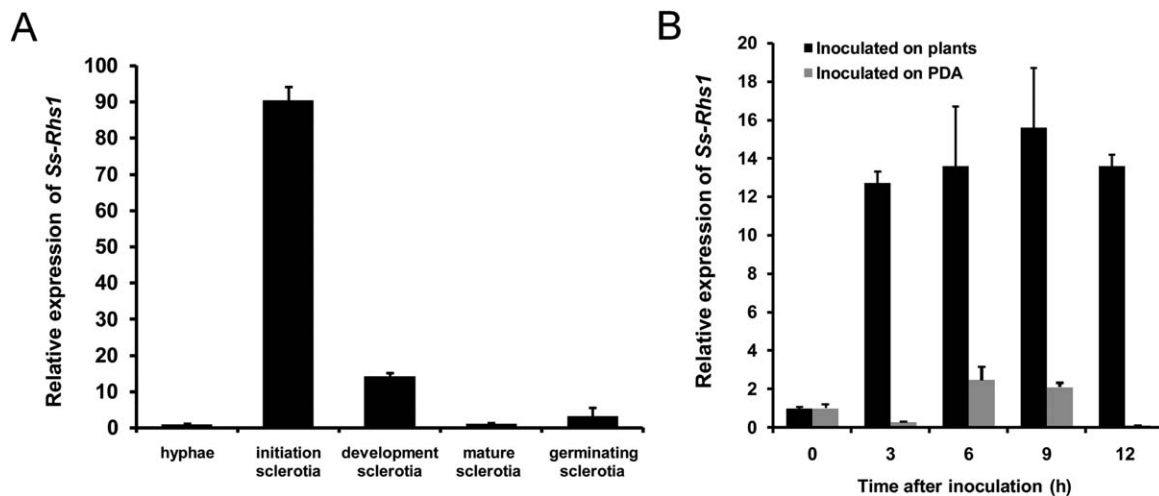 A
Relative expression of Ss-Rhs1
100
90
80
70
60
50
40
30
20
10
0
hyphae
initiation
sclerotia
development
sclerotia
mature
sclerotia
germinating
sclerotia
B
Relative expression of Ss-Rhs1
20
18
16
14
12
10
8
6
4
2
0
Inoculated on plants
Inoculated on PDA
0 3 6 9 12
Time after inoculation (h)